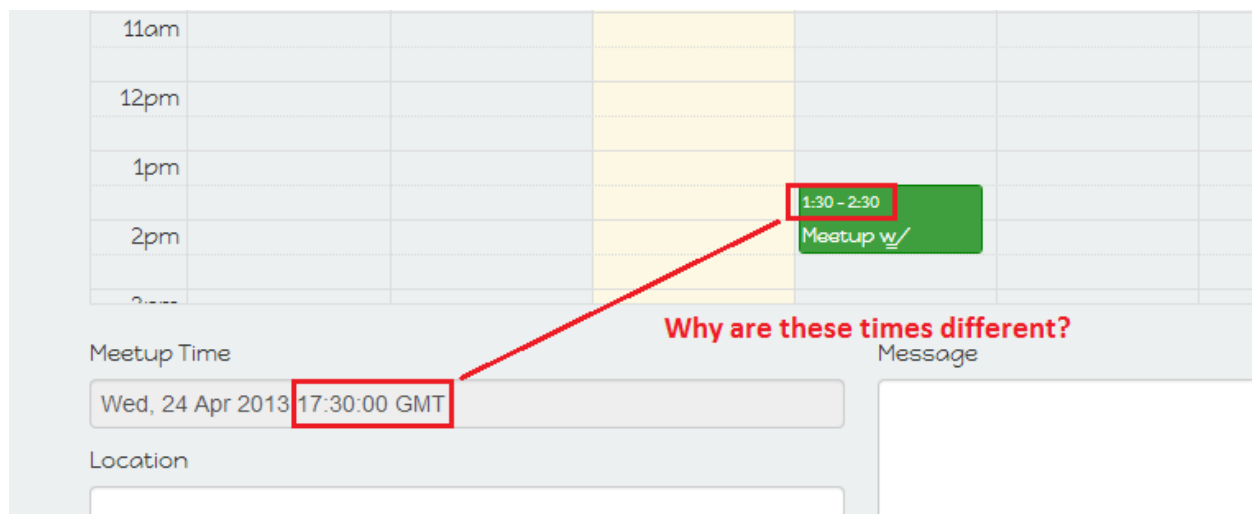 11am
12pm
1pm
1:30 - 2:30
2pm
Meetup w/
Why are these times different?
Meetup Time
Message
Wed, 24 Apr 2013 17:30:00 GMT
Location